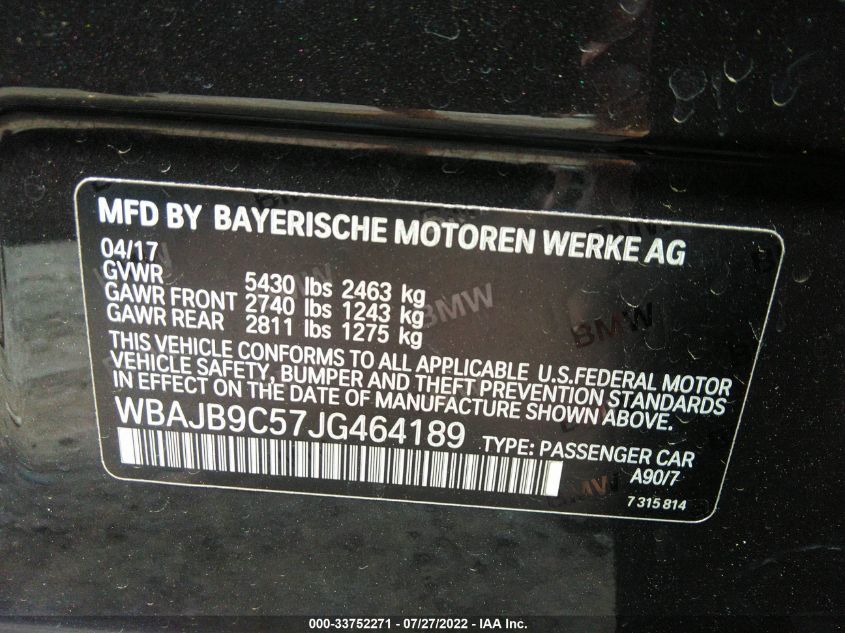 MFD BY BAYERISCHE MOTOREN WERKE AG
04/17
GVWR 5430 lbs 2463 kg
GAWR FRONT 2740 lbs 1243 kg
GAWR REAR 2811 lbs 1275 kg
THIS VEHICLE CONFORMS TO ALL APPLICABLE U.S.FEDERAL MOTOR
VEHICLE SAFETY, BUMPER AND THEFT PREVENTION STANDARDS
IN EFFECT ON THE DATE OF MANUFACTURE SHOWN ABOVE.
WBAJB9C57JG464189 TYPE: PASSENGER CAR
A90/7
7 315 814
BMW
BMW
BMW
000-33752271 - 07/27/2022 - IAA Inc.